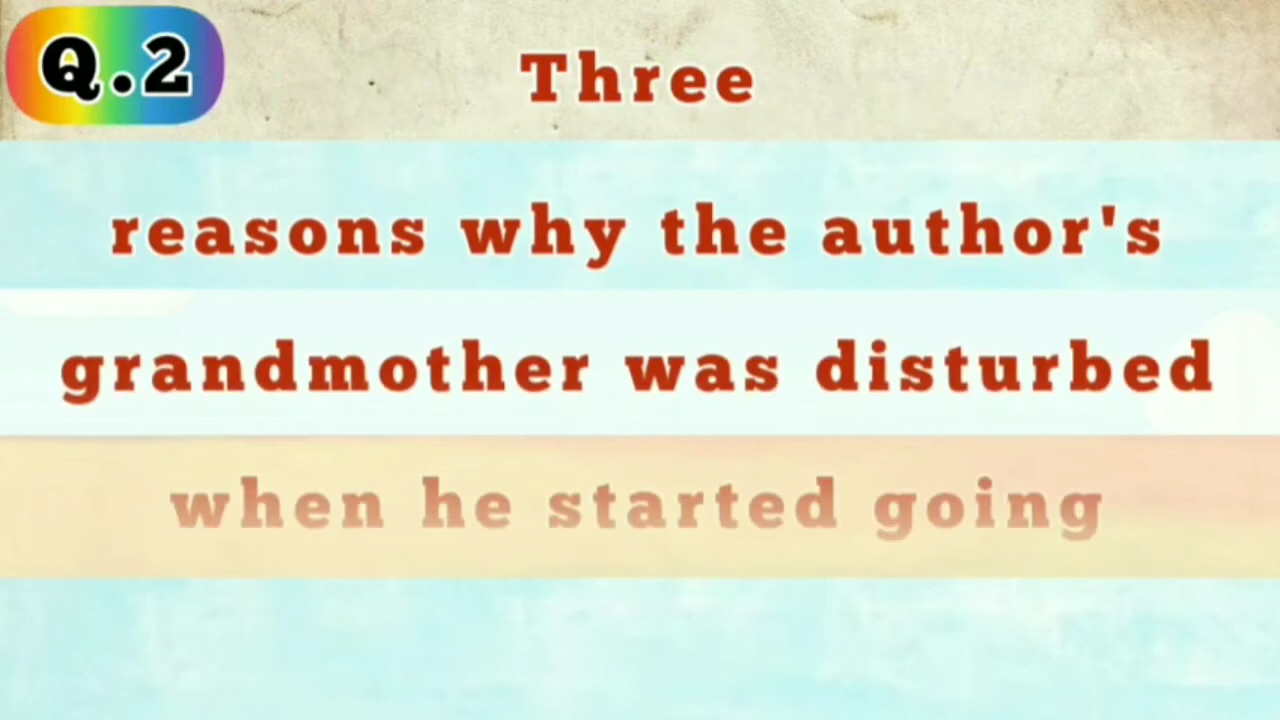 Q.2
Three
reasons why the author's
grandmother was disturbed
when he started going